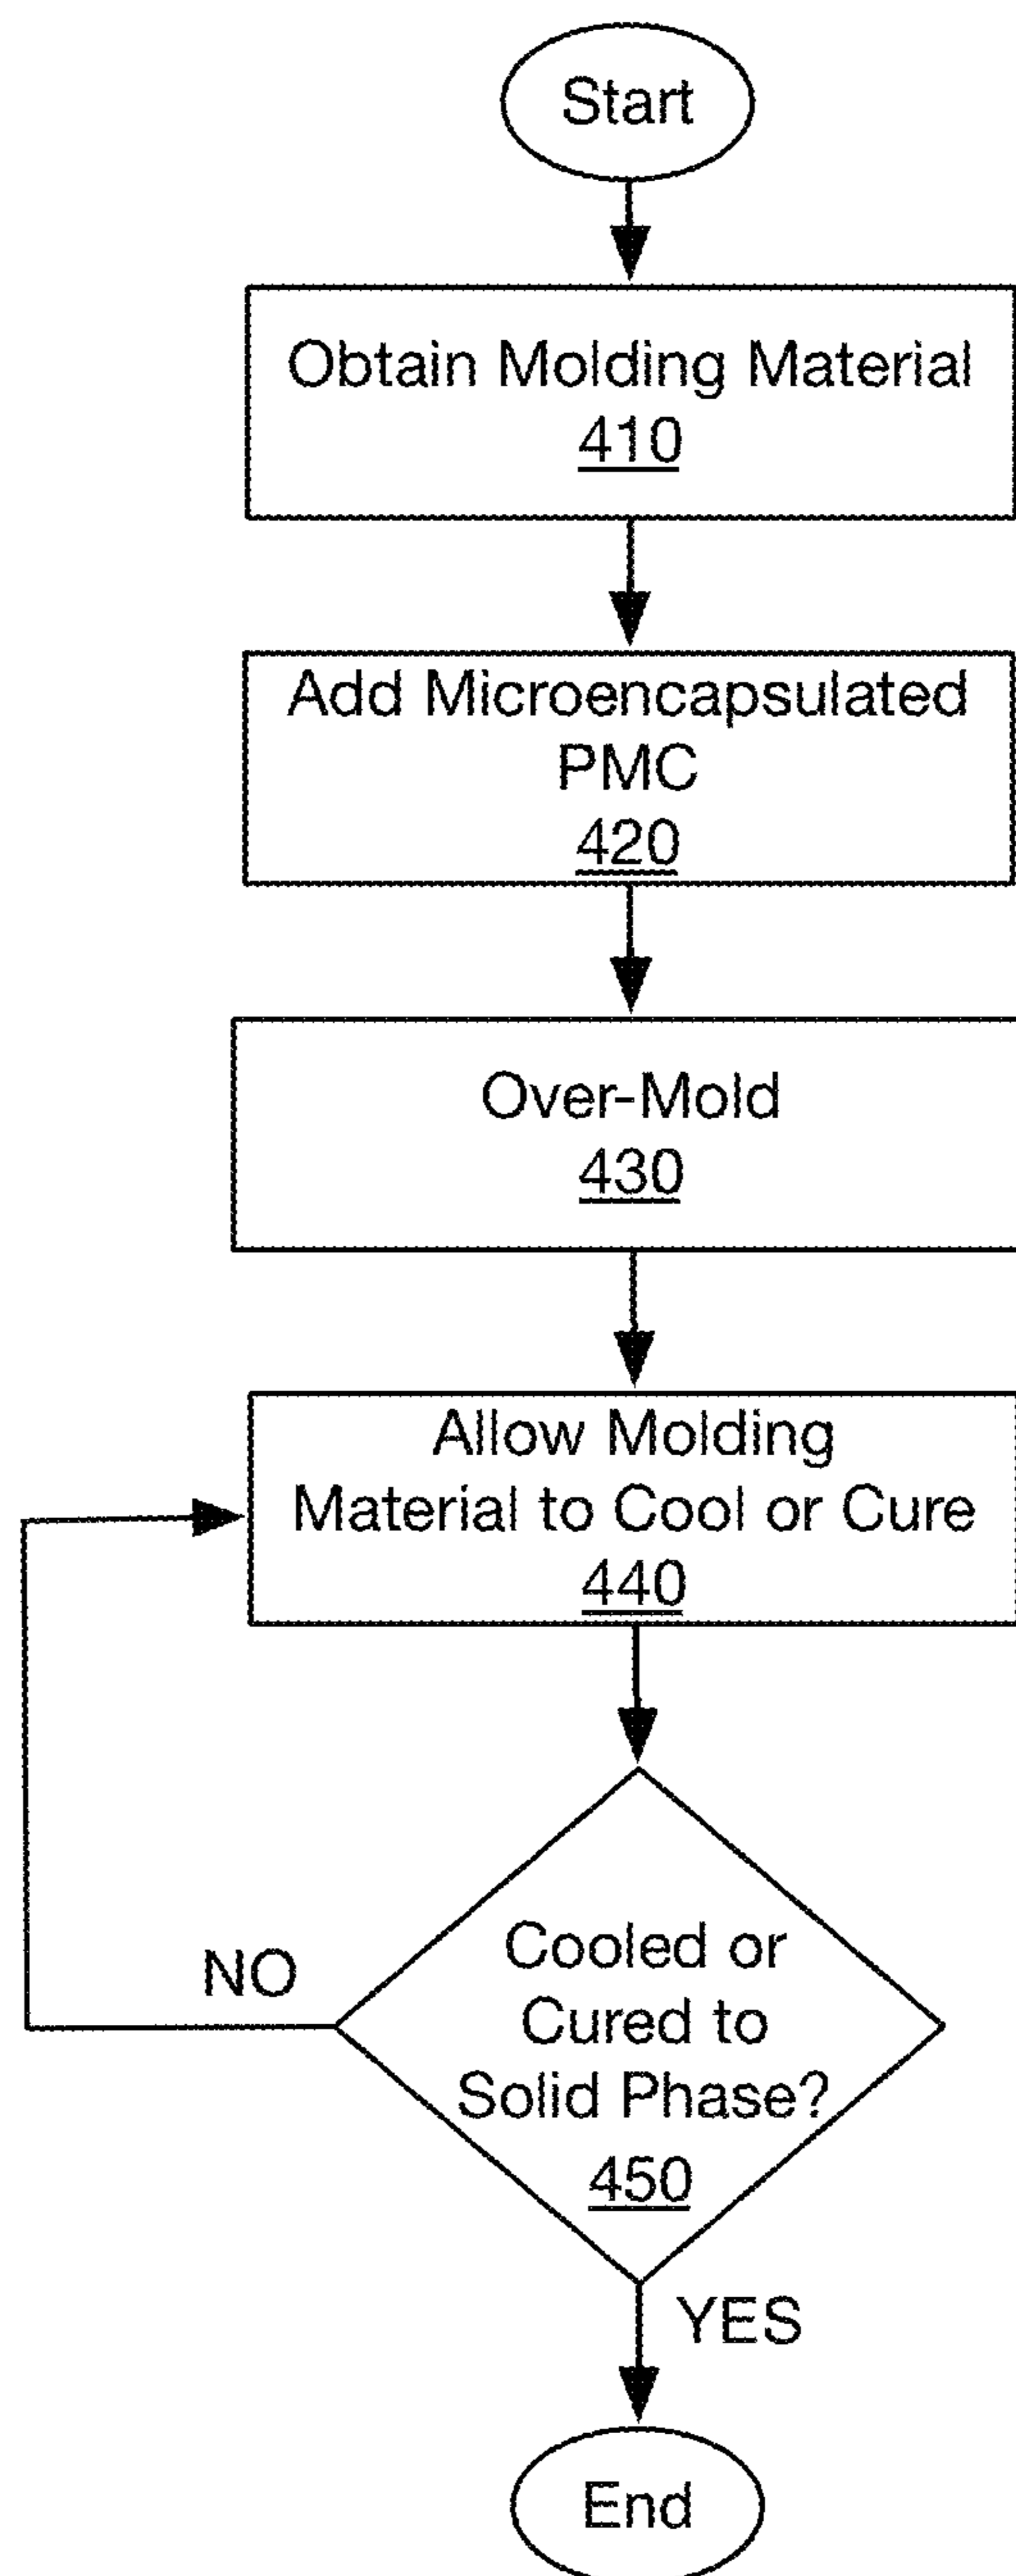 Start
Obtain Molding Material
410
Add Microencapsulated
PMC
420
Over-Mold
430
Allow Molding
Material to Cool or Cure
440
NO
Cooled or
Cured to
Solid Phase?
450
YES
End